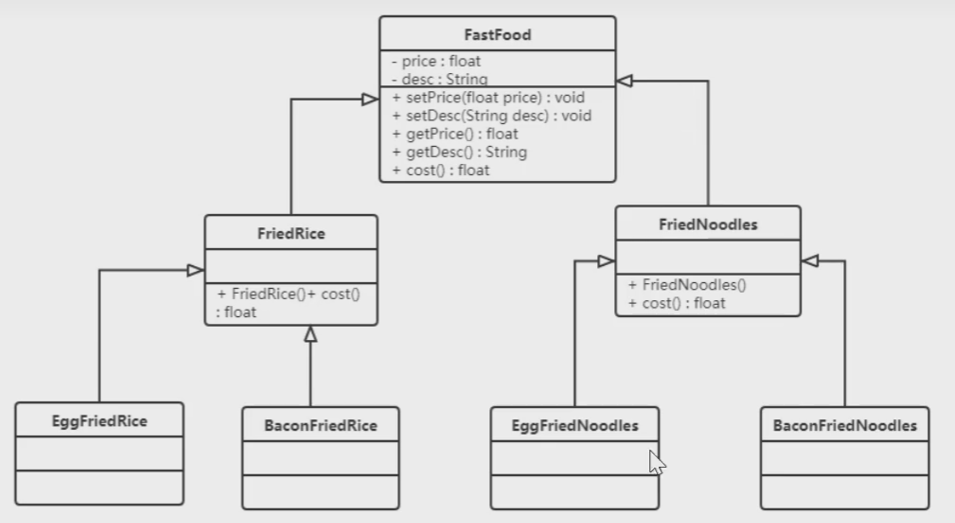 FastFood
- price : float
- desc : String
+ setPrice(float price) : void
+ setDesc(String desc) : void
+ getPrice() : float
+ getDesc() : String
+ cost() : float
FriedRice
+ FriedRice()+ cost()
: float
FriedNoodles
+ FriedNoodles()
+ cost() : float
EggFriedRice
BaconFriedRice
EggFriedNoodles
BaconFriedNoodles